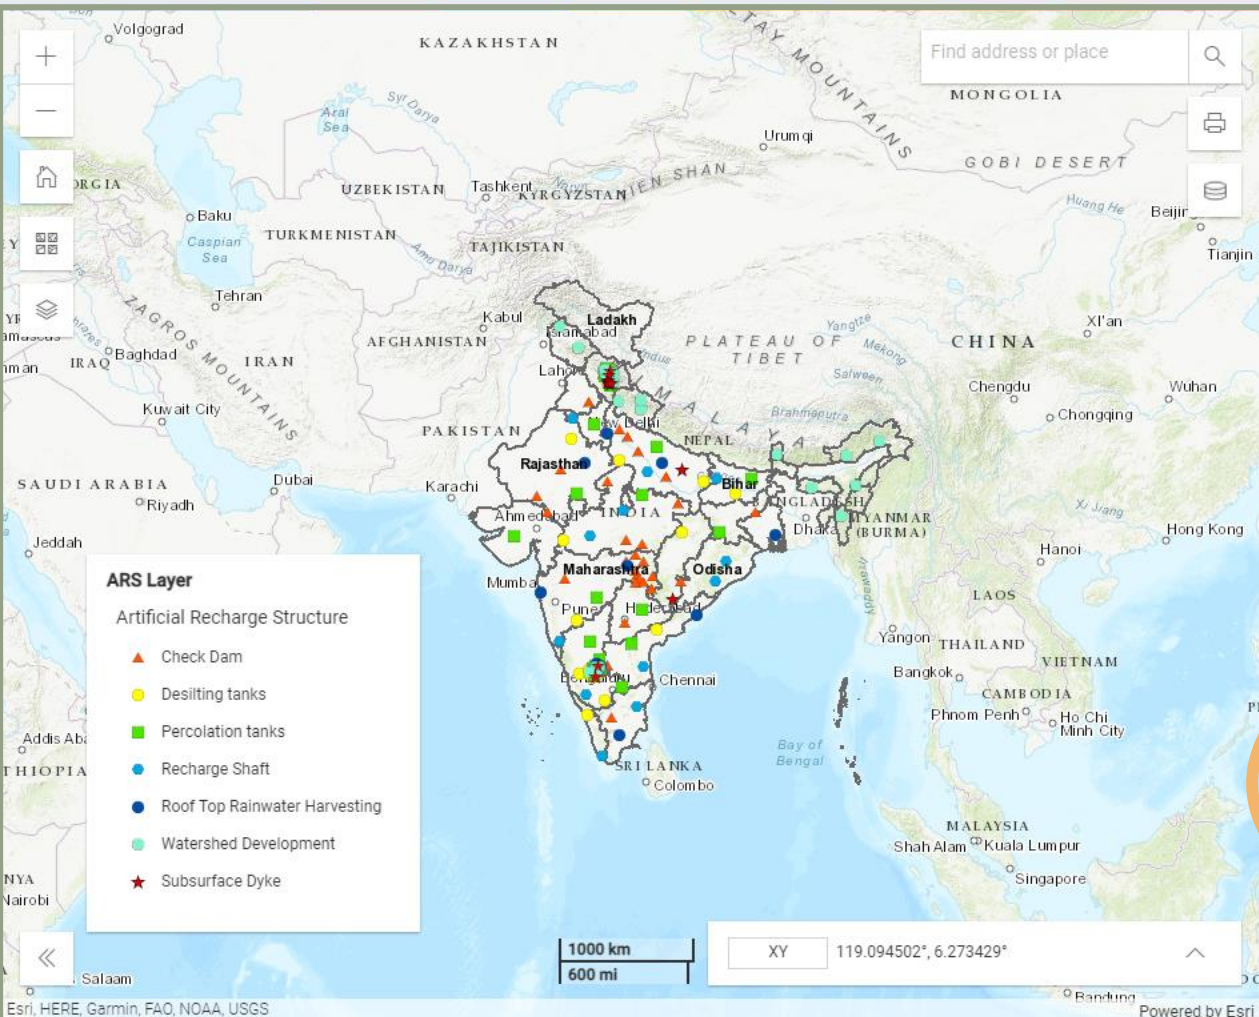 Volgograd
KAZAKHSTAN
ALTAY MOUNTAINS
Find address or place
MONGOLIA
Aral
Sea
Syr Darya
Urumqi
GOBI DESERT
TIEN SHAN
ORGIA
UZBEKISTAN
Tashkent
Naryn
KYRGYZSTAN
Huang He
Beijing
Baku
Caspian
Sea
TURKMENISTAN
Amu Darya
TAJIKISTAN
Tianjin
Tehran
ZAGROS MOUNTAINS
Kabul
Ladakh
Islamabad
Yangtze
Xi'an
amascus
Baghdad
IRAQ
IRAN
AFGHANISTAN
PLATEAU OF
TIBET
Mekong
CHINA
Indus
Lahore
Salween
HIMALAYA
Chengdu
Wuhan
Kuwait City
Brahmaputra
Chongqing
PAKISTAN
New Delhi
NEPAL
Rajasthan
SAUDI ARABIA
Riyadh
Dubai
Karachi
Bihar
BANGLADESH
Ahmedabad
INDIA
Dhaka
MYANMAR
(BURMA)
Xi Jiang
Hong Kong
Jeddah
Hanoi
Maharashtra
Odisha
Mumba
Irrawaddy
LAOS
Pune
Hyderabad
Yangon
THAILAND
VIETNAM
Bangkok
Bengaluru
Chennai
CAMBODIA
Phnom Penh
Ho Chi
Minh City
Addis Aba
THIOPIA
Bay of
Bengal
SRI LANKA
Colombo
MALAYSIA
Shah Alam
Kuala Lumpur
Singapore
NYA
Nairobi
Salaam
Bandung
ARS Layer
Artificial Recharge Structure
Check Dam
Desilting tanks
Percolation tanks
Recharge Shaft
Roof Top Rainwater Harvesting
Watershed Development
Subsurface Dyke
1000 km
600 mi
XY
119.094502°, 6.273429°
Esri, HERE, Garmin, FAO, NOAA, USGS
Powered by Esri